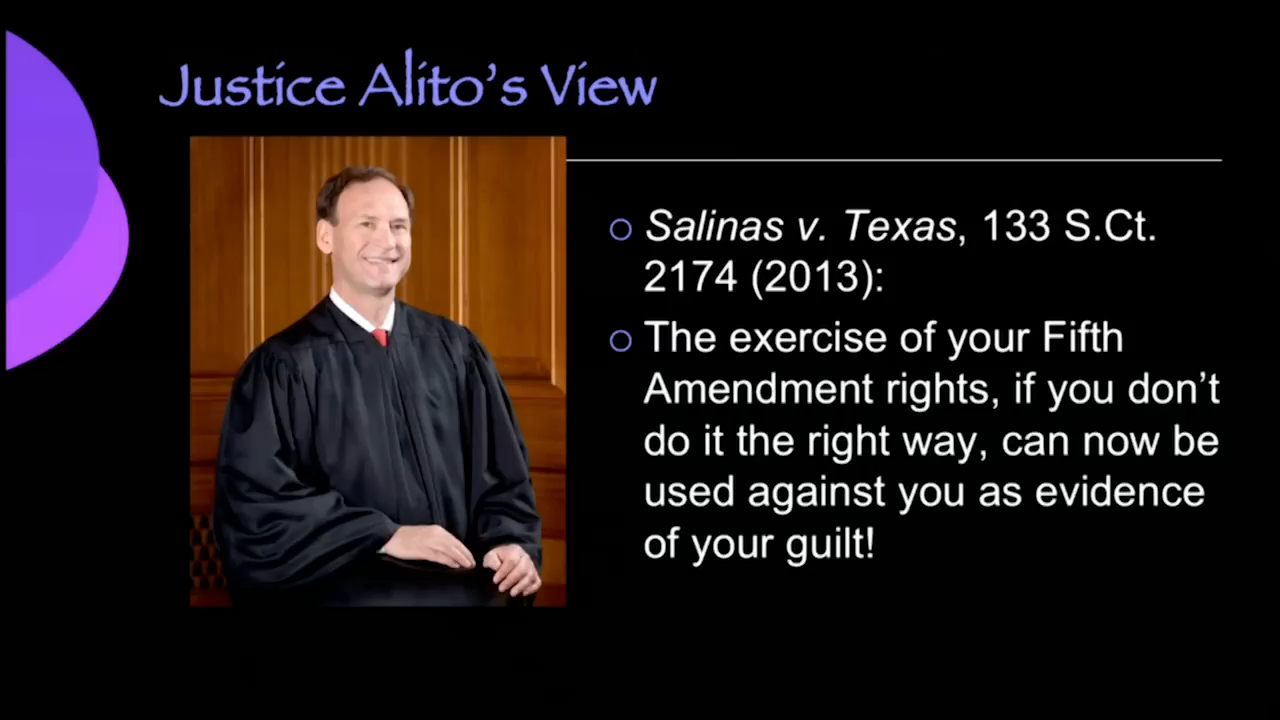 Justice Alito's View
Salinas v. Texas, 133 S.Ct.
2174 (2013):
The exercise of your Fifth
Amendment rights, if you don't
do it the right way, can now be
used against you as evidence
of your guilt!